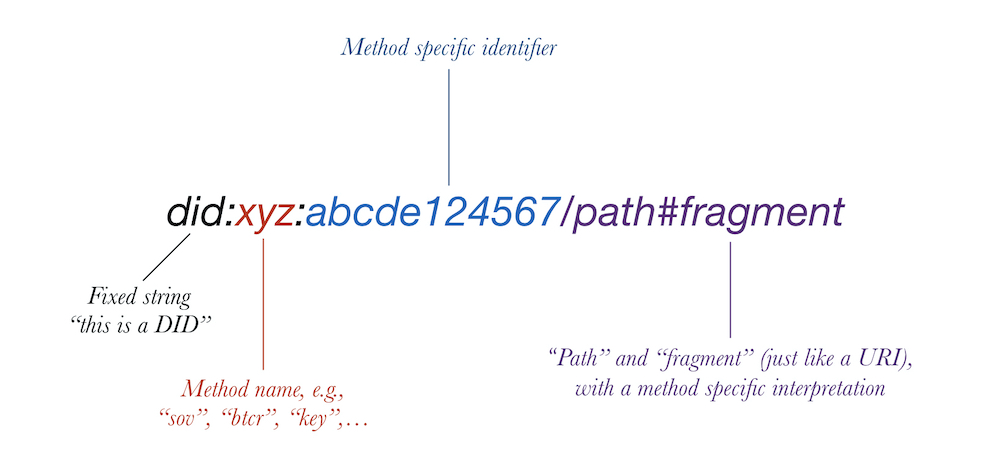 Method specific identifier
did:xyz:abcde124567/path#fragment
Fixed string
“this is a DID”
“Path” and “fragment” (just like a URI),
with a method specific interpretation
Method name, e.g.,
“sov”, “btcr”, “key”,…